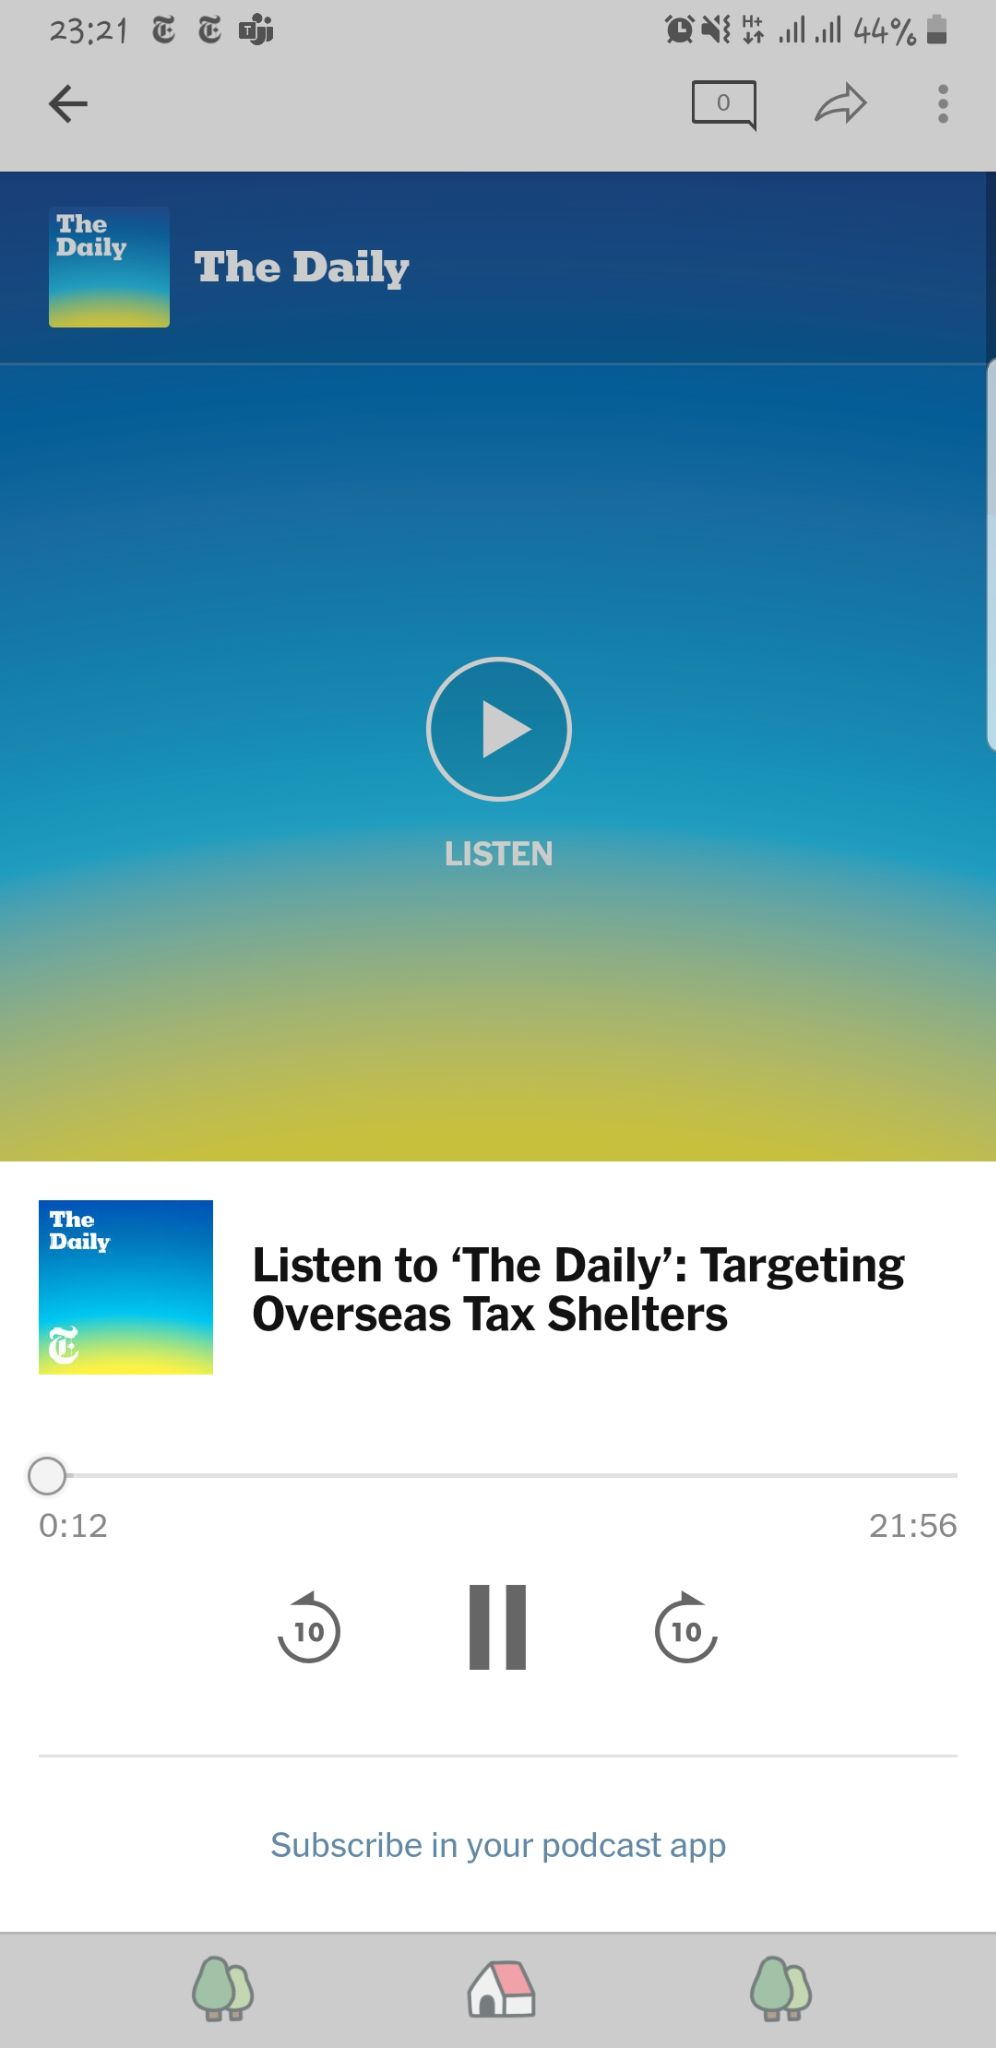 23:21
H+
44%
0
The
Daily
The Daily
LISTEN
The
Daily
Listen to ‘The Daily’: Targeting
Overseas Tax Shelters
0:12
21:56
10
10
Subscribe in your podcast app